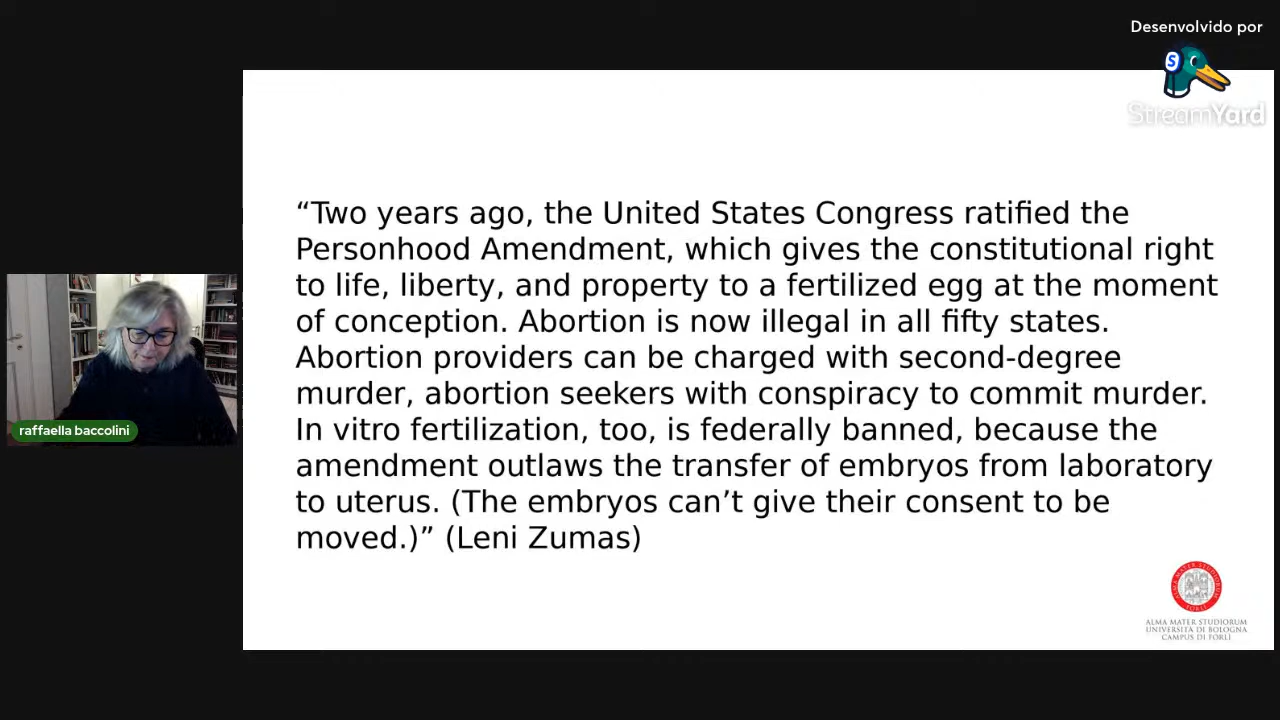 Desenvolvido por
StreamYard
“Two years ago, the United States Congress ratified the
Personhood Amendment, which gives the constitutional right
to life, liberty, and property to a fertilized egg at the moment
of conception. Abortion is now illegal in all fifty states.
Abortion providers can be charged with second-degree
murder, abortion seekers with conspiracy to commit murder.
In vitro fertilization, too, is federally banned, because the
amendment outlaws the transfer of embryos from laboratory
to uterus. (The embryos can’t give their consent to be
moved.)” (Leni Zumas)
raffaella baccolini
ALMA MATER STUDIORUM
UNIVERSITÀ DI BOLOGNA
CAMPUS DI FORLÌ